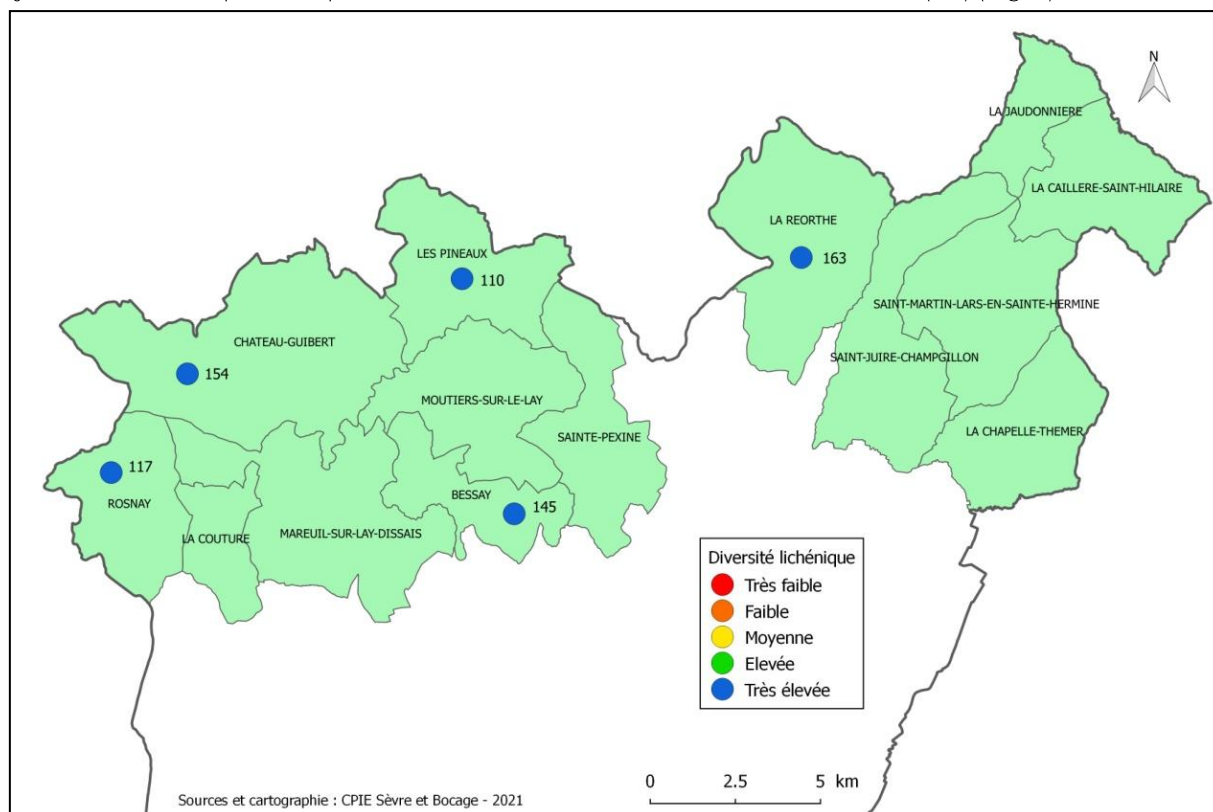 N
LA JAUDONNIERE
LA CAILLERE-SAINT-HILAIRE
LA REORTHE
163
LES PINEAUX
110
SAINT-MARTIN-LARS-EN-SAINTE-HERMINE
CHATEAU-GUIBERT
SAINT-JUIRE-CHAMPGILLON
154
MOUTIERS-SUR-LE-LAY
LA CHAPELLE-THEMER
SAINTE-PEXINE
117
ROSNAY
BESSAY
145
LA COUTURE
MAREUIL-SUR-LAY-DISSAIS
Diversité lichénique
Très faible
Faible
Moyenne
Elevée
Très élevée
0 2.5 5 km
Sources et cartographie : CPIE Sèvre et Bocage - 2021